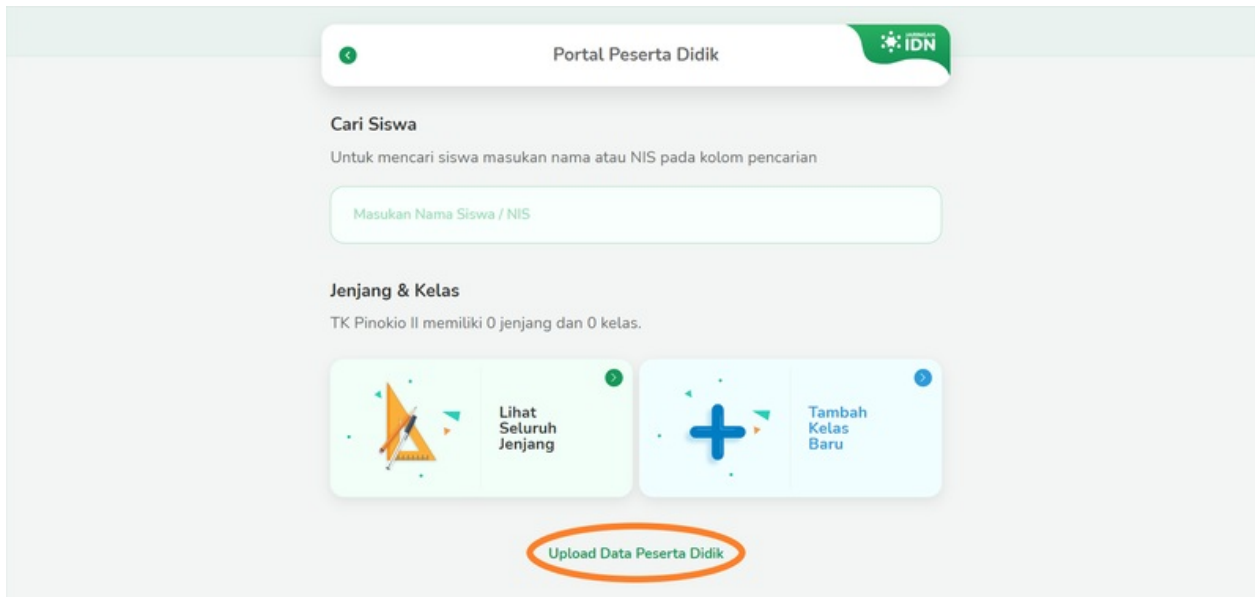 Portal Peserta Didik
JARINGAN
IDN
Cari Siswa
Untuk mencari siswa masukan nama atau NIS pada kolom pencarian
Masukan Nama Siswa / NIS
Jenjang & Kelas
TK Pinokio II memiliki 0 jenjang dan 0 kelas.
Lihat
Seluruh
Jenjang
Tambah
Kelas
Baru
Upload Data Peserta Didik